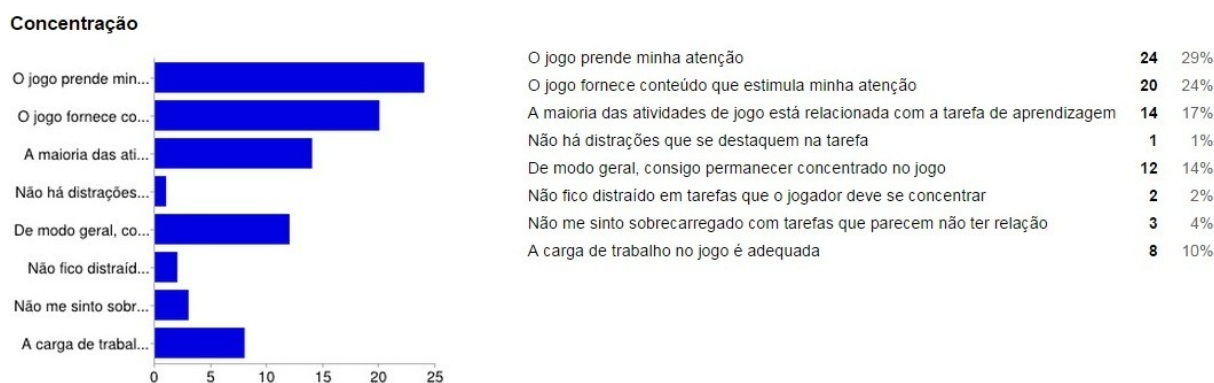 Concentração
O jogo prende min...
O jogo fornece co...
A maioria das ati...
Não há distrações...
De modo geral, co...
Não fico distraíd...
Não me sinto sobr...
A carga de trabal...
0 5 10 15 20 25
O jogo prende minha atenção 24 29%
O jogo fornece conteúdo que estimula minha atenção 20 24%
A maioria das atividades de jogo está relacionada com a tarefa de aprendizagem 14 17%
Não há distrações que se destaquem na tarefa 1 1%
De modo geral, consigo permanecer concentrado no jogo 12 14%
Não fico distraído em tarefas que o jogador deve se concentrar 2 2%
Não me sinto sobrecarregado com tarefas que parecem não ter relação 3 4%
A carga de trabalho no jogo é adequada 8 10%